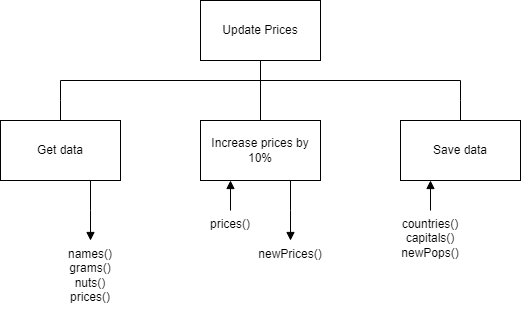 Update Prices
Get data
Increase prices by
10%
Save data
names()
grams()
nuts()
prices()
prices()
newPrices()
countries()
capitals()
newPops()